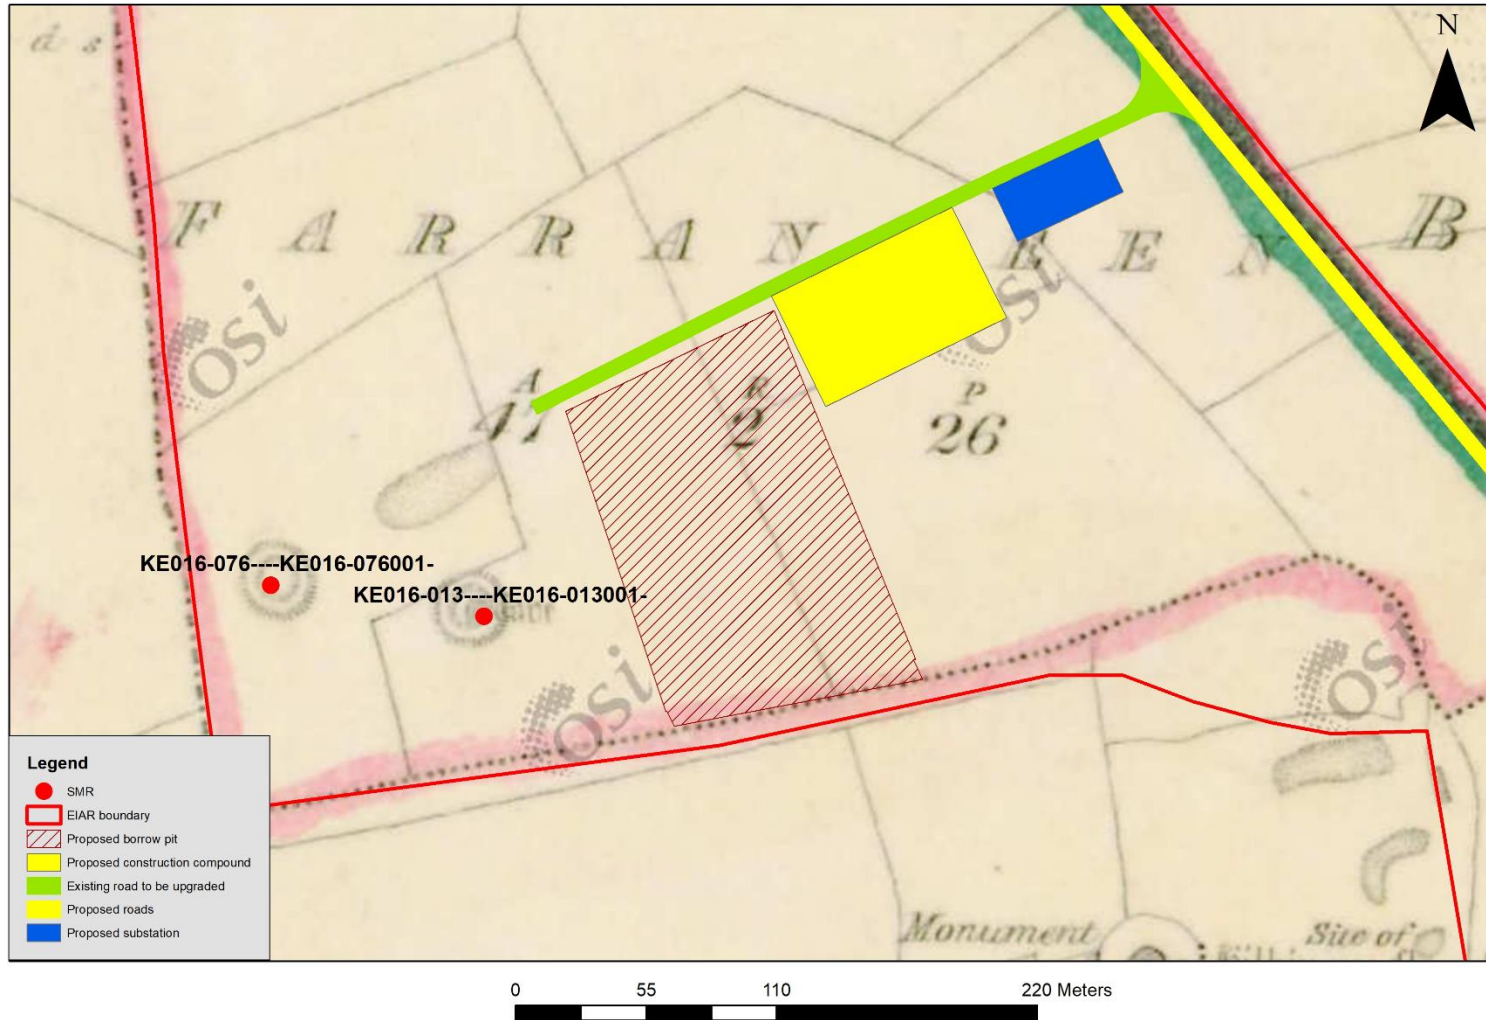 N
d s
F A R R A N E E N
B
osi
osi
A R P
47 2 26
KE016-076----KE016-076001-
KE016-013----KE016-013001-
osi
osi
Monument
Site of
Legend
SMR
EIAR boundary
Proposed borrow pit
Proposed construction compound
Existing road to be upgraded
Proposed roads
Proposed substation
0 55 110 220 Meters